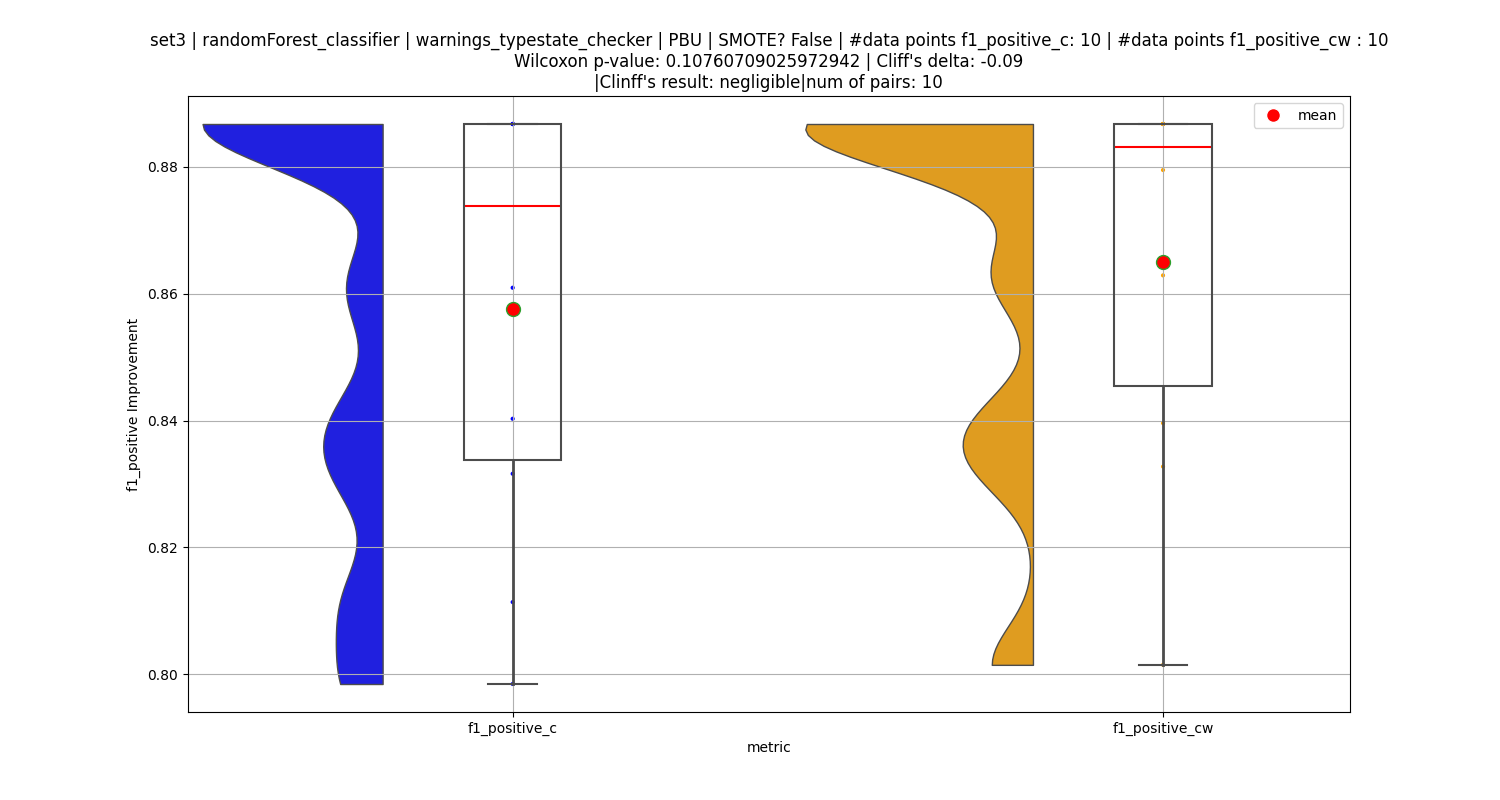 set3 | randomForest_classifier | warnings_typestate_checker | PBU | SMOTE? False | #data points f1_positive_c: 10 | #data points f1_positive_cw : 10
Wilcoxon p-value: 0.10760709025972942 | Cliff's delta: -0.09
|Clinff's result: negligible|num of pairs: 10
mean
0.88
0.86
0.84
0.82
0.80
f1_positive Improvement
f1_positive_c
f1_positive_cw
metric